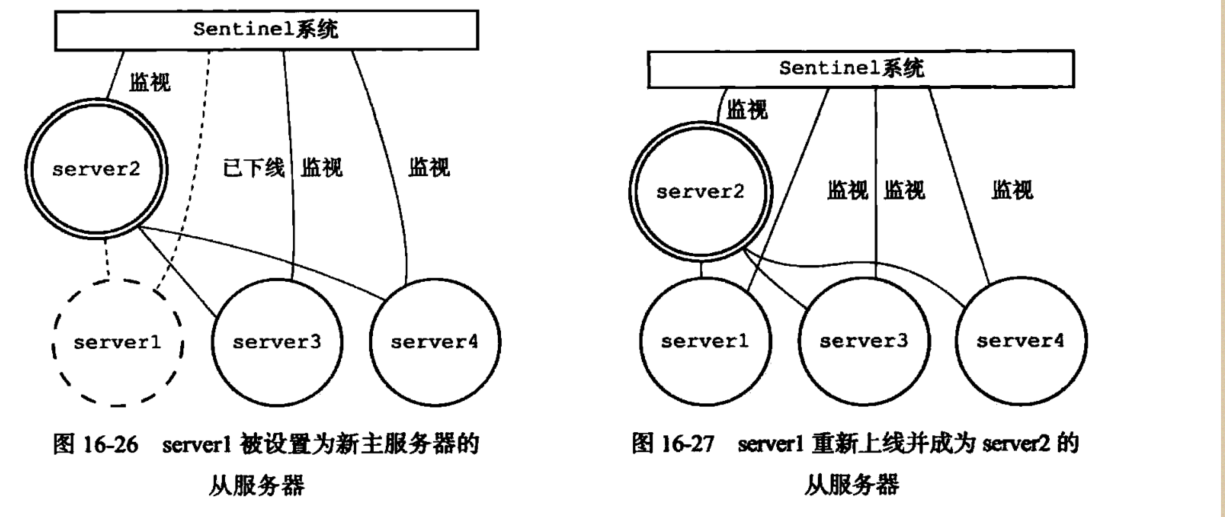 Sentinel系统
监视
server2
已下线
监视
监视
server1
server3
server4
图 16-26 server1 被设置为新主服务器的
从服务器
Sentinel系统
监视
server2
监视
监视
监视
server1
server3
server4
图 16-27 server1 重新上线并成为 server2 的
从服务器